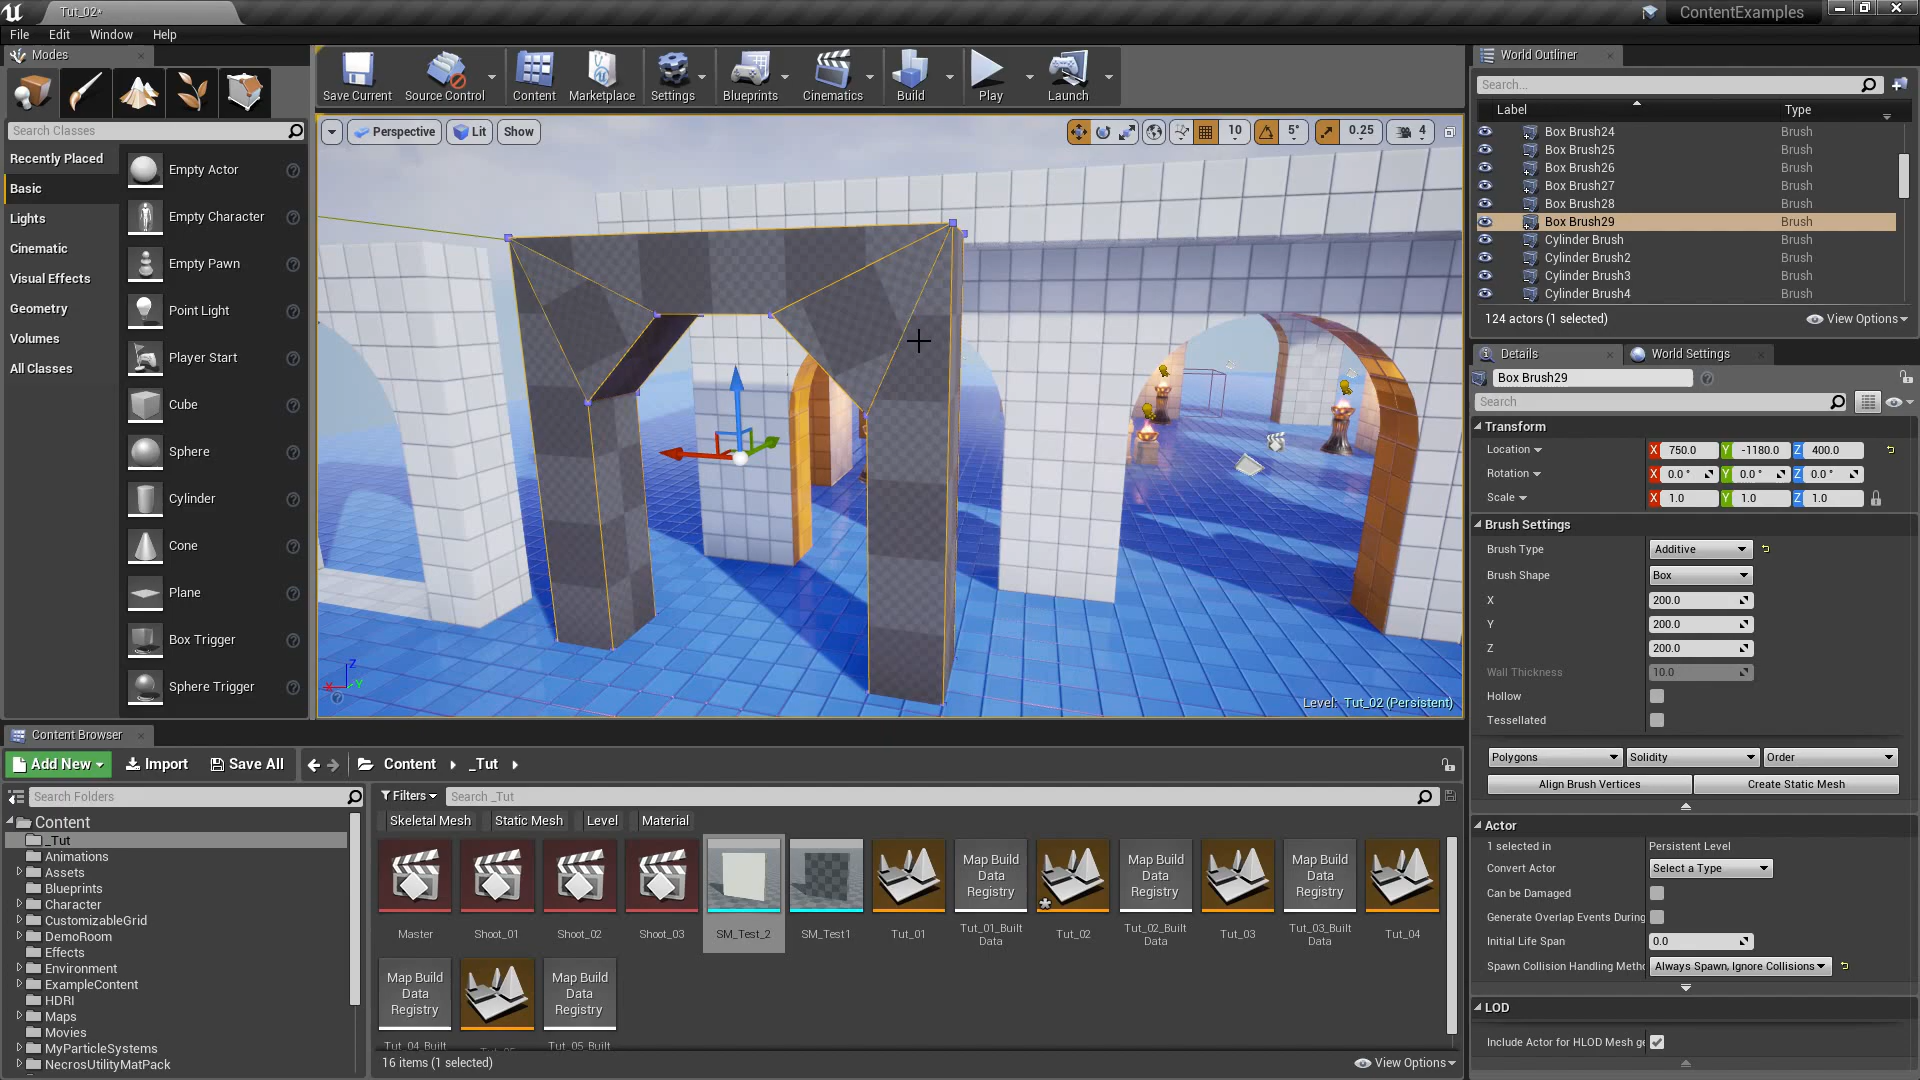 Tut_02*
ContentExamples
File Edit Window Help
Modes
Search Classes
Recently Placed
Basic
Lights
Cinematic
Visual Effects
Geometry
Volumes
All Classes
Empty Actor
Empty Character
Empty Pawn
Point Light
Player Start
Cube
Sphere
Cylinder
Cone
Plane
Box Trigger
Sphere Trigger
Save Current
Source Control
Content
Marketplace
Settings
Blueprints
Cinematics
Build
Play
Launch
Perspective
Lit
Show
10
5°
0.25
4
Z
X
Y
Level: Tut_02 (Persistent)
World Outliner
Search...
Label Type
Box Brush24 Brush
Box Brush25 Brush
Box Brush26 Brush
Box Brush27 Brush
Box Brush28 Brush
Box Brush29 Brush
Cylinder Brush Brush
Cylinder Brush2 Brush
Cylinder Brush3 Brush
Cylinder Brush4 Brush
124 actors (1 selected)
View Options
Details
World Settings
Box Brush29
Search
Transform
Location X 750.0 Y -1180.0 Z 400.0
Rotation X 0.0 ° Y 0.0 ° Z 0.0 °
Scale X 1.0 Y 1.0 Z 1.0
Brush Settings
Brush Type Additive
Brush Shape Box
X 200.0
Y 200.0
Z 200.0
Wall Thickness 10.0
Hollow
Tessellated
Polygons Solidity Order
Align Brush Vertices Create Static Mesh
Actor
1 selected in Persistent Level
Convert Actor Select a Type
Can be Damaged
Generate Overlap Events During
Initial Life Span 0.0
Spawn Collision Handling Metho Always Spawn, Ignore Collisions
LOD
Include Actor for HLOD Mesh ge
Content Browser
Add New Import Save All Content _Tut
Search Folders
Content
_Tut
Animations
Assets
Blueprints
Character
CustomizableGrid
DemoRoom
Effects
Environment
ExampleContent
HDRI
Maps
Movies
MyParticleSystems
NecrosUtilityMatPack
Filters Search _Tut
Skeletal Mesh Static Mesh Level Material
Master
Shoot_01
Shoot_02
Shoot_03
SM_Test_2
SM_Test1
Tut_01
Map Build
Data
Registry
Tut_01_Built
Data
Tut_02
Map Build
Data
Registry
Tut_02_Built
Data
Tut_03
Map Build
Data
Registry
Tut_03_Built
Data
Tut_04
Map Build
Data
Registry
Tut_04_Built
Map Build
Data
Registry
Tut_05_Built
16 items (1 selected)
View Options